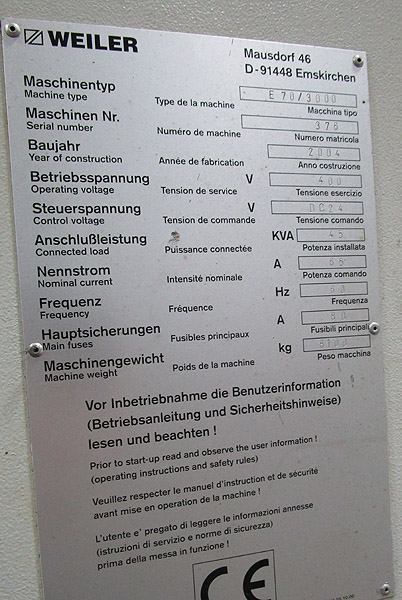 WEILER
Mausdorf 46
D-91448 Emskirchen
Maschinentyp
Machine type
Type de la machine
E 70/3000
Macchina tipo
Maschinen Nr.
Serial number
Numéro de machine
Numero matricola
Baujahr
Year of construction
Année de fabrication
2004
Anno costruzione
Betriebsspannung
Operating voltage
Tension de service
V
400
Tensione esercizio
Steuerspannung
Control voltage
Tension de commande
V
DC24
Tensione comando
Anschlußleistung
Connected load
Puissance connectée
KVA
45
Potenza installata
Nennstrom
Nominal current
Intensité nominale
A
65
Potenza comando
Frequenz
Frequency
Fréquence
Hz
Frequenza
Hauptsicherungen
Main fuses
Fusibles principaux
A
80
Fusibili principali
Maschinengewicht
Machine weight
Poids de la machine
kg
8100
Peso macchina
Vor Inbetriebnahme die Benutzerinformation
(Betriebsanleitung und Sicherheitshinweise)
lesen und beachten !
Prior to start-up read and observe the user information !
(operating instructions and safety rules)
Veuillez respecter le manuel d'instruction et de sécurité
avant mise en operation de la machine !
L'utente e' pregato di leggere le informazioni annesse
(istruzioni di servizio e norme di sicurezza)
prima della messa in funzione !
CE